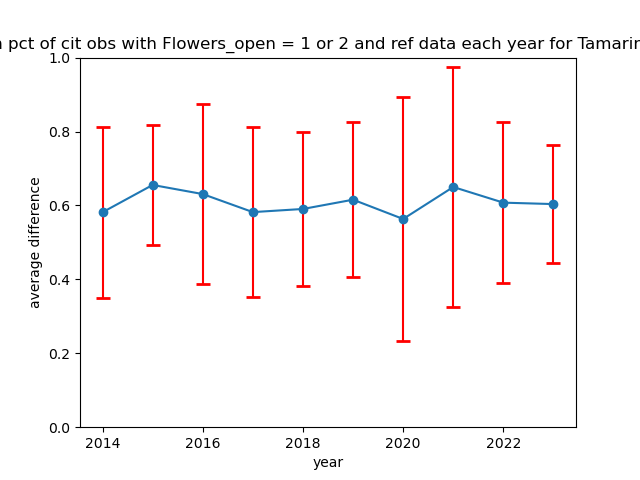 pct of cit obs with Flowers_open = 1 or 2 and ref data each year for
1.0
0.8
0.6
0.4
0.2
0.0
average difference
2014 2016 2018 2020 2022
year